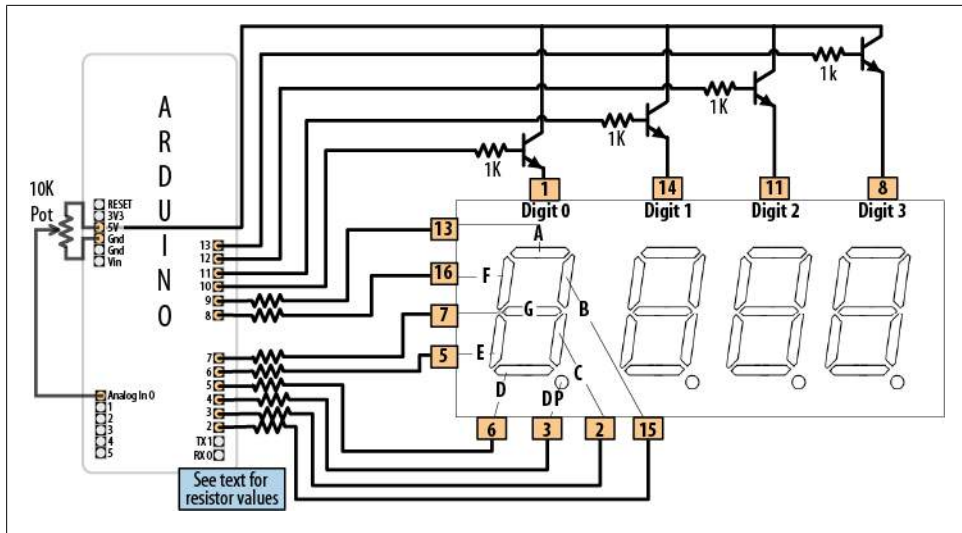 ARDUINO
10K
Pot
RESET
3V3
5V
Gnd
Gnd
Vin
Analog In 0
1
2
3
4
5
13
12
11
10
9
8
7
6
5
4
3
2
TX 1
RX 0
See text for
resistor values
1K
1K
1K
1k
1
14
11
8
Digit 0
Digit 1
Digit 2
Digit 3
13
16
7
5
A
F
G
B
E
C
D
DP
6
3
2
15